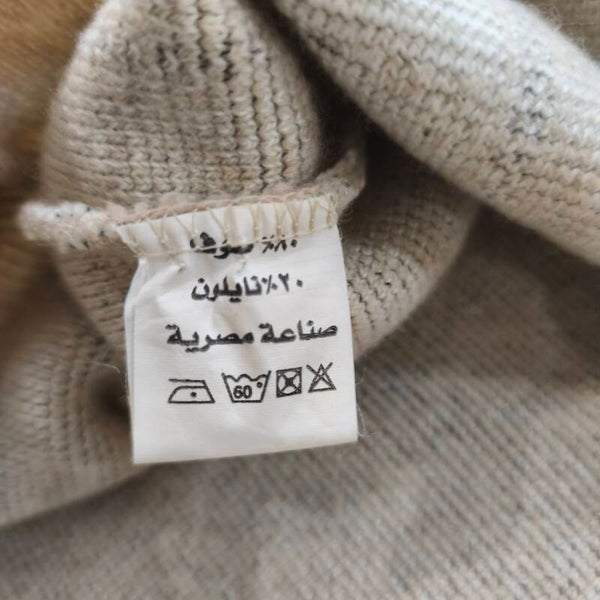 ٨٠٪ صوف
٢٠٪ نايلون
صناعة مصرية
60